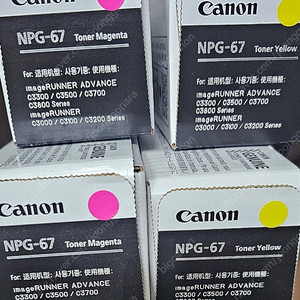 Canon
NPG-67 Toner Magenta
For: 适用机型: 사용기종: 使用機種:
imageRUNNER ADVANCE
C3300 / C3500 / C3700
C3800 Series
imageRUNNER
C3000 / C3100 / C3200 Series
Canon
NPG-67 Toner Yellow
For: 适用机型: 사용기종: 使用機種:
imageRUNNER ADVANCE
C3300 / C3500 / C3700
C3800 Series
imageRUNNER
C3000 / C3100 / C3200 Series
Canon
NPG-67 Toner Magenta
For: 适用机型: 사용기종: 使用機種:
imageRUNNER ADVANCE
C3300 / C3500 / C3700
Canon
NPG-67 Toner Yellow
For: 适用机型: 사용기종: 使用機種:
imageRUNNER ADVANCE
C3300 / C3500 / C3700